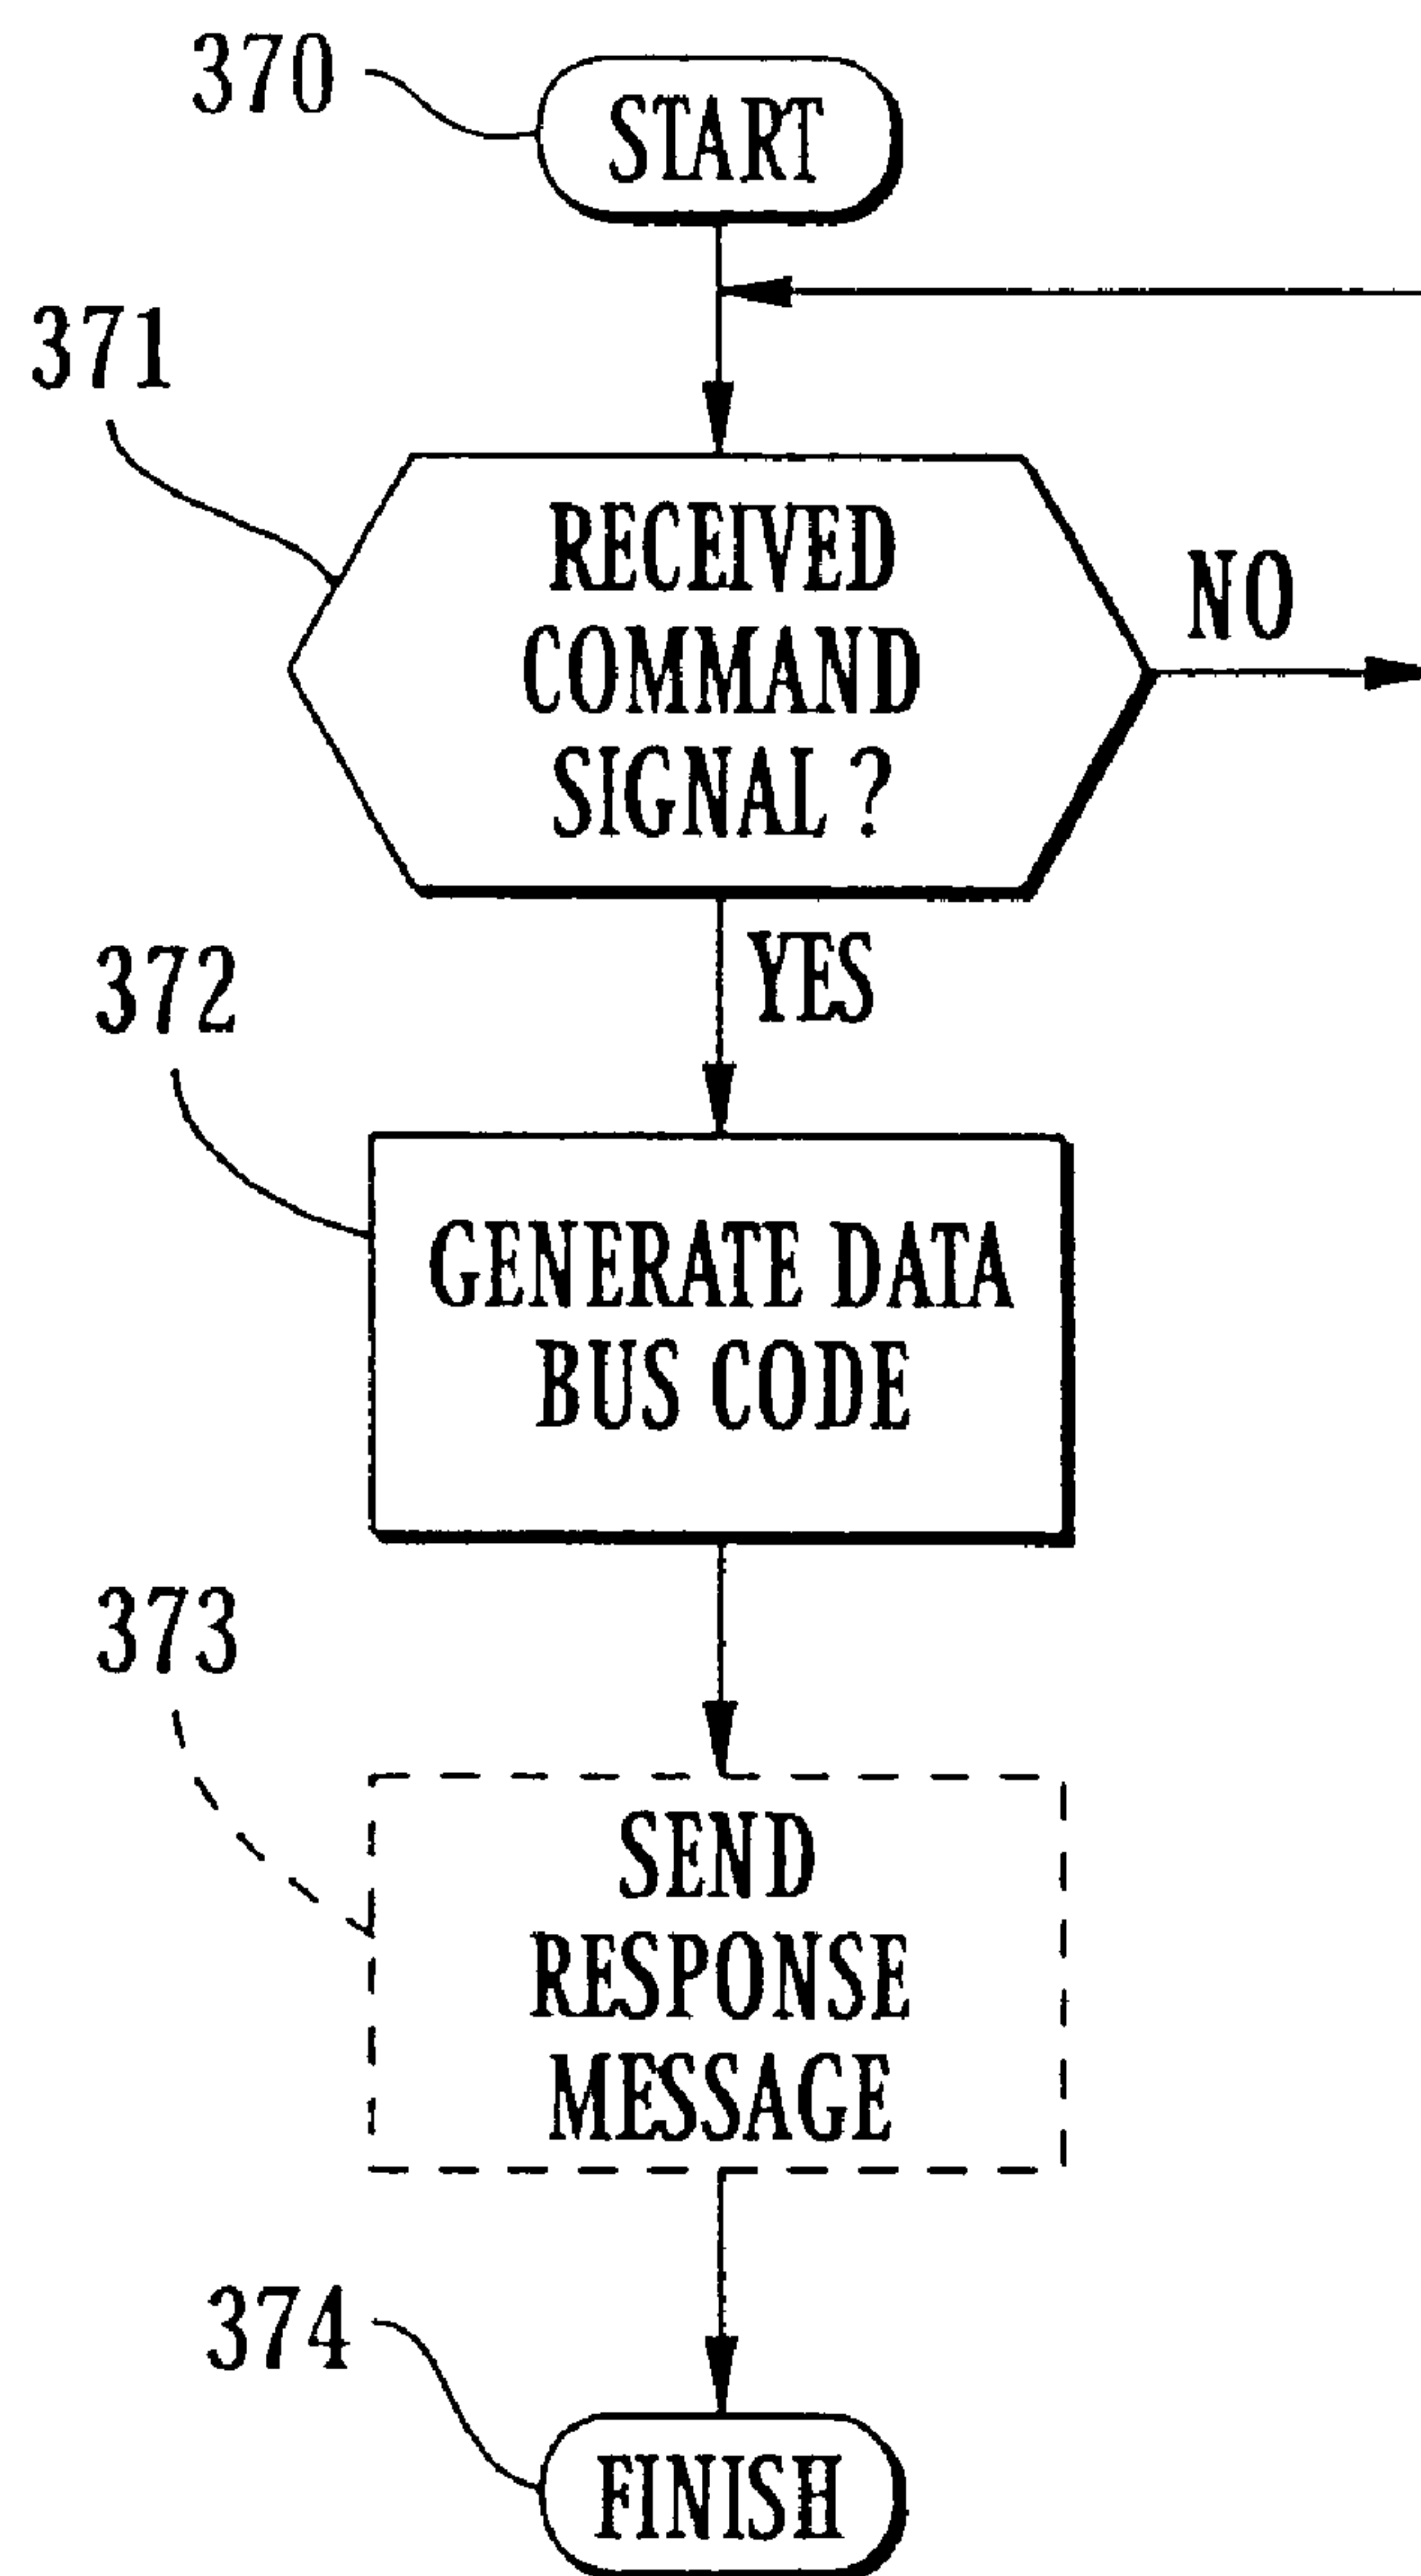 370
START
371
RECEIVED
COMMAND
SIGNAL ?
NO
YES
372
GENERATE DATA
BUS CODE
373
SEND
RESPONSE
MESSAGE
374
FINISH